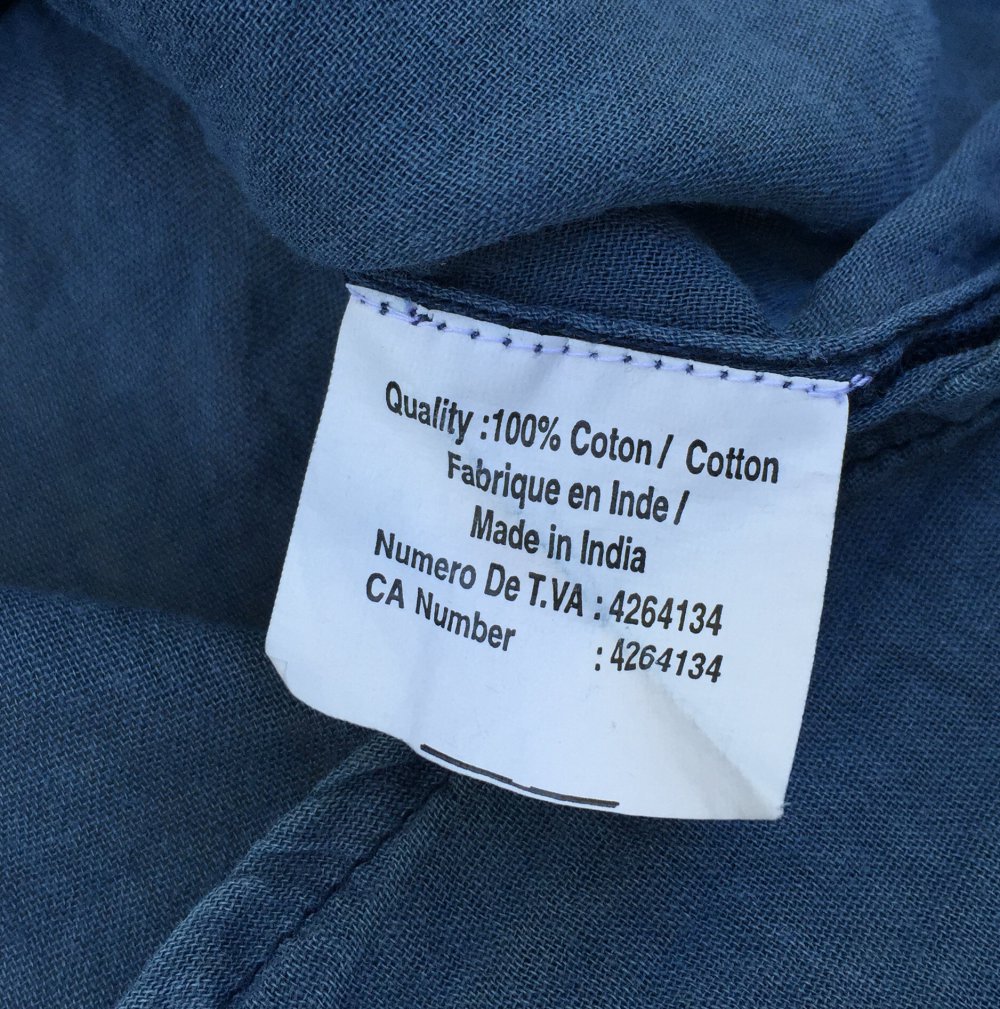 Quality :100% Coton / Cotton
Fabrique en Inde /
Made in India
Numero De T.VA : 4264134
CA Number : 4264134